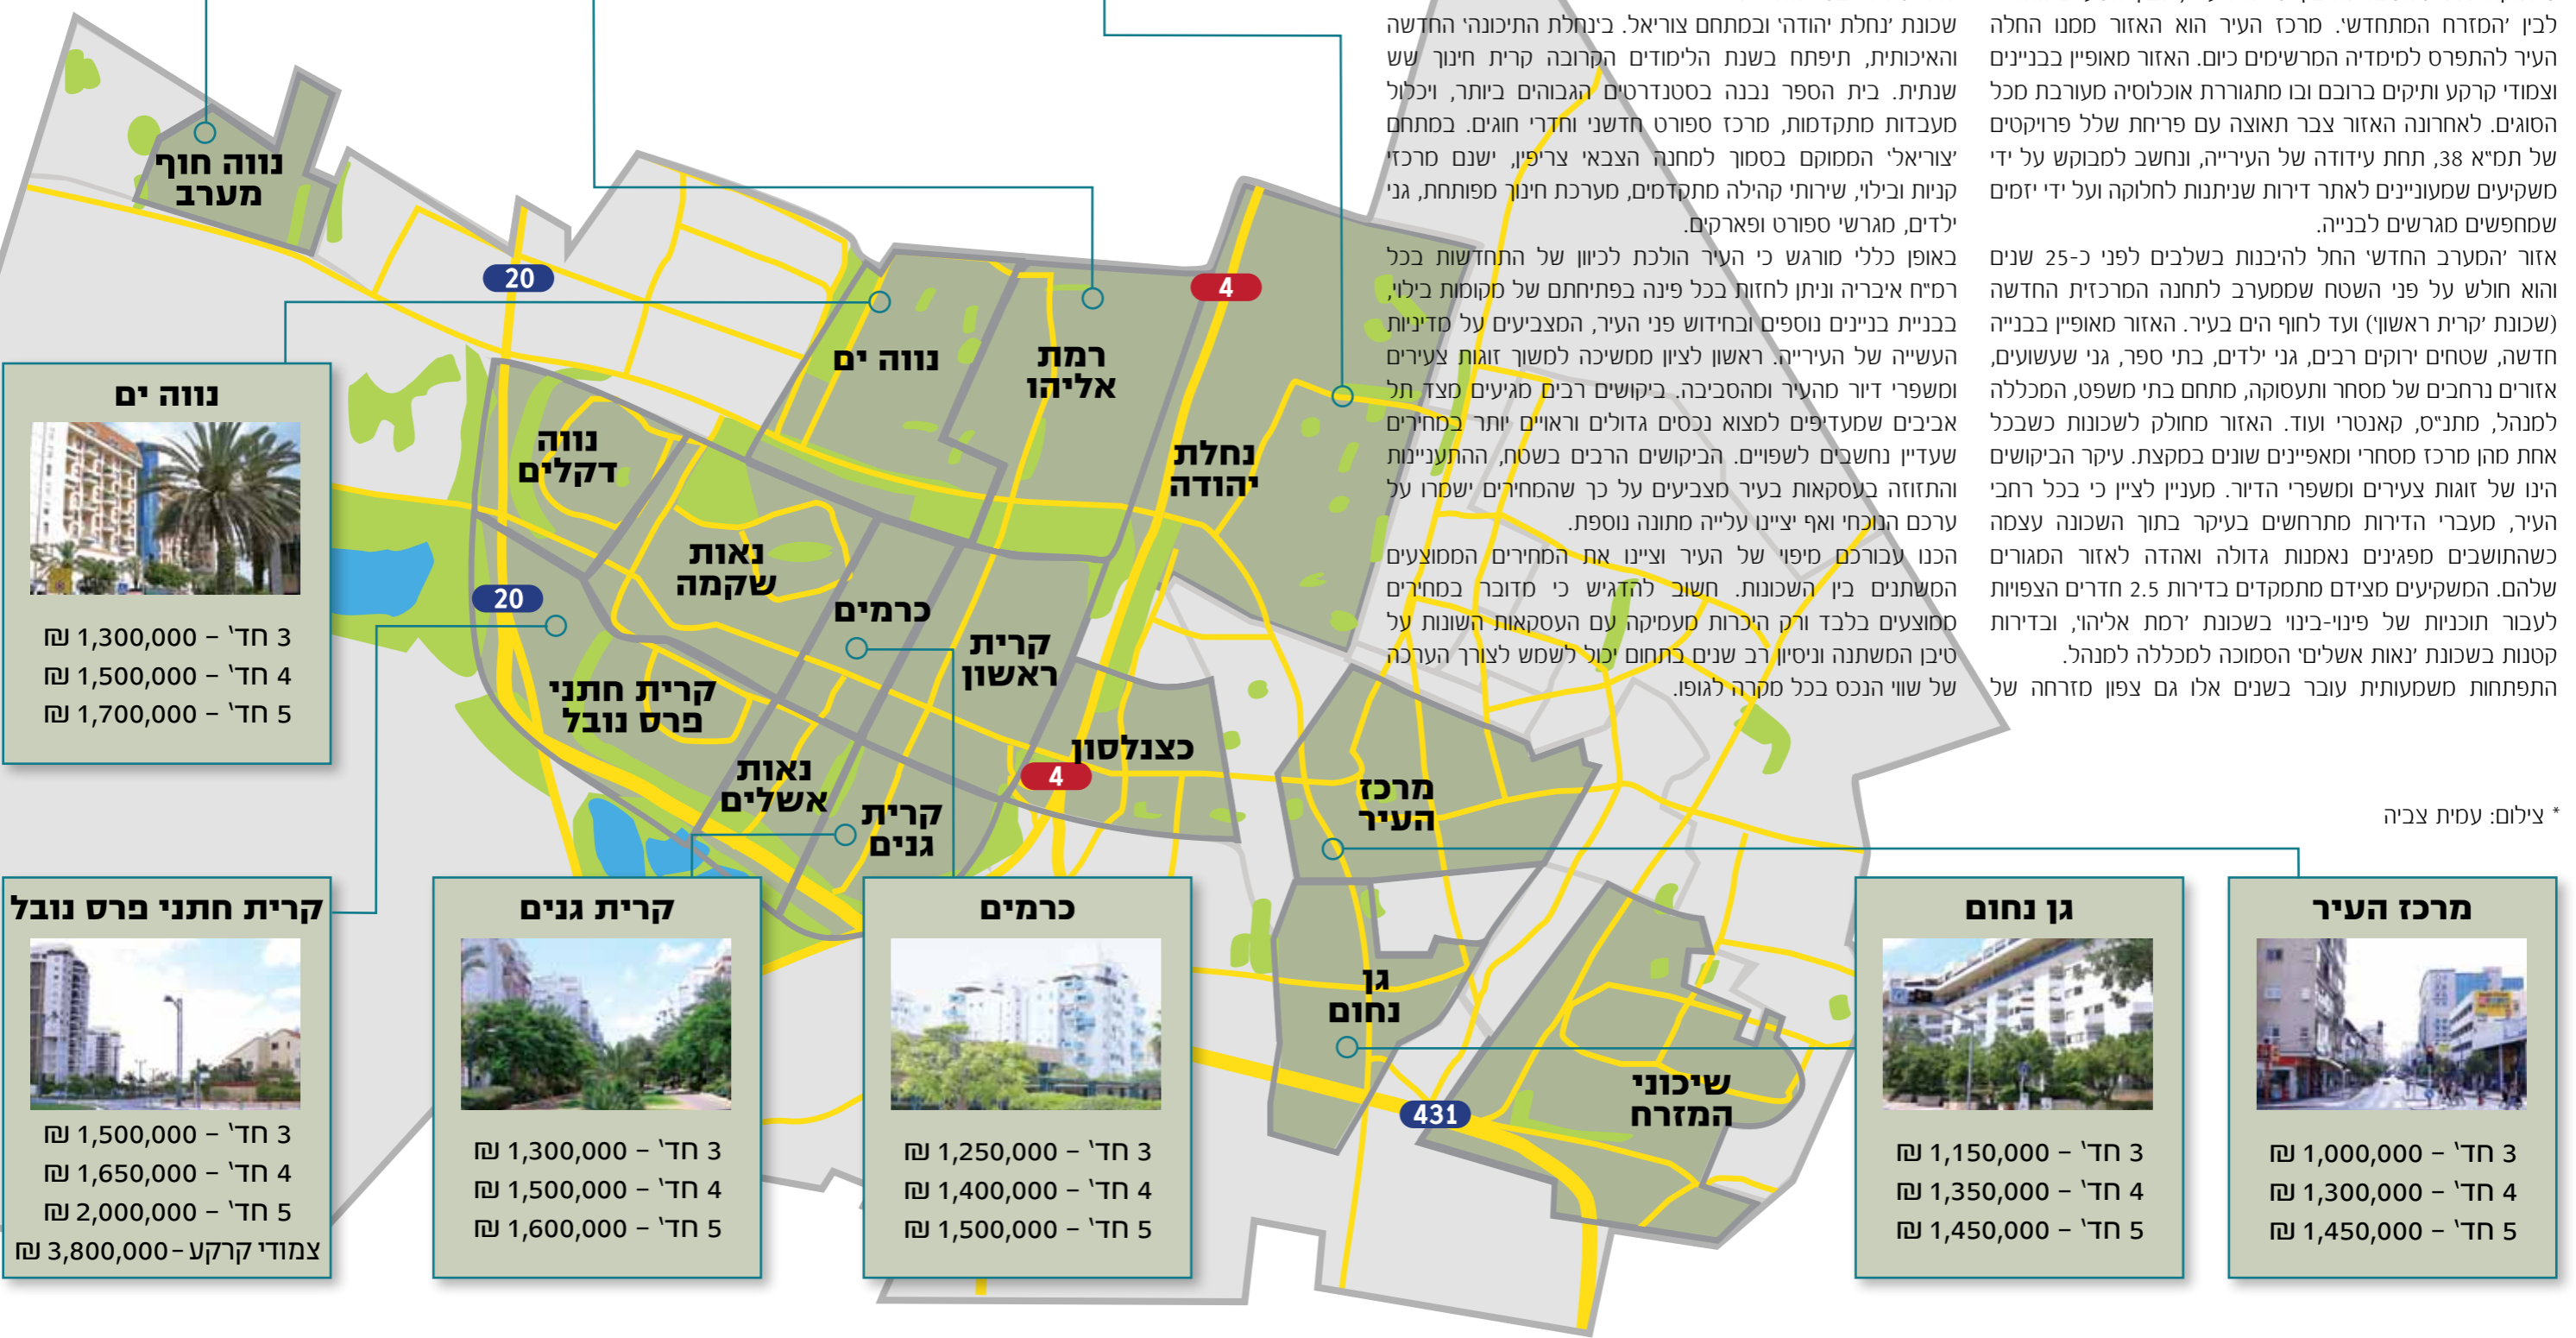 לבין 'המזרח המתחדש'. מרכז העיר הוא האזור ממנו החלה
העיר להתפרס למימדיה המרשימים כיום. האזור מאופיין בבניינים
וצמודי קרקע ותיקים ברובם ובו מתגוררת אוכלוסיה מעורבת מכל
הסוגים. לאחרונה האזור צבר תאוצה עם פריחת שלל פרויקטים
של תמ"א 38, תחת עידודה של העירייה, ונחשב למבוקש על ידי
משקיעים שמעוניינים לאתר דירות שניתנות לחלוקה ועל ידי יזמים
שמחפשים מגרשים לבנייה.
אזור 'המערב החדש' החל להיבנות בשלבים לפני כ-25 שנים
והוא חולש על פני השטח שממערב לתחנה המרכזית החדשה
(שכונת 'קרית ראשון') ועד לחוף הים בעיר. האזור מאופיין בבנייה
חדשה, שטחים ירוקים רבים, גני ילדים, בתי ספר, גני שעשועים,
אזורים נרחבים של מסחר ותעסוקה, מתחם בתי משפט, המכללה
למנהל, מתנ"ס, קאנטרי ועוד. האזור מחולק לשכונות כשבכל
אחת מהן מרכז מסחרי ומאפיינים שונים במקצת. עיקר הביקושים
הינו של זוגות צעירים ומשפרי הדיור. מעניין לציין כי בכל רחבי
העיר, מעברי הדירות מתרחשים בעיקר בתוך השכונה עצמה
כשהתושבים מפגינים נאמנות גדולה ואהדה לאזור המגורים
שלהם. המשקיעים מצידם מתמקדים בדירות 2.5 חדרים הצפויות
לעבור תוכניות של פינוי-בינוי בשכונת 'רמת אליהו', ובדירות
קטנות בשכונת 'נאות אשלים' הסמוכה למכללה למנהל.
התפתחות משמעותית עובר בשנים אלו גם צפון מזרחה של
שכונת 'נחלת יהודה' ובמתחם צוריאל. ב'נחלת התיכונה' החדשה
והאיכותית, תיפתח בשנת הלימודים הקרובה קרית חינוך שש
שנתית. בית הספר נבנה בסטנדרטים הגבוהים ביותר, ויכלול
מעבדות מתקדמות, מרכז ספורט חדשני וחדרי חוגים. במתחם
'צוריאל' הממוקם בסמוך למחנה הצבאי צריפין, ישנם מרכזי
קניות ובילוי, שירותי קהילה מתקדמים, מערכת חינוך מפותחת, גני
ילדים, מגרשי ספורט ופארקים.
באופן כללי מורגש כי העיר הולכת לכיוון של התחדשות בכל
רמ"ח איבריה וניתן לחזות בכל פינה בפתיחתם של מקומות בילוי,
בבניית בניינים נוספים ובחידוש פני העיר, המצביעים על מדיניות
העשייה של העירייה. ראשון לציון ממשיכה למשוך זוגות צעירים
ומשפרי דיור מהעיר ומהסביבה. ביקושים רבים מגיעים מצד תל
אביבים שמעדיפים למצוא נכסים גדולים וראויים יותר במחירים
שעדיין נחשבים לשפויים. הביקושים הרבים בשטח, ההתעניינות
והתזוזה בעסקאות בעיר מצביעים על כך שהמחירים ישמרו על
ערכם הנוכחי ואף יציינו עלייה מתונה נוספת.
הכנו עבורכם מיפוי של העיר וציינו את המחירים הממוצעים
המשתנים בין השכונות. חשוב להדגיש כי מדובר במחירים
ממוצעים בלבד ורק היכרות מעמיקה עם העסקאות השונות על
טיבן המשתנה וניסיון רב שנים בתחום יכול לשמש לצורך הערכה
של שווי הנכס בכל מקרה לגופו.
* צילום: עמית צביה
נווה חוף
מערב
20
4
נווה ים
רמת
אליהו
נחלת
יהודה
נווה
דקלים
נאות
שקמה
20
כרמים
קרית
ראשון
קרית חתני
פרס נובל
כצנלסון
4
נאות
אשלים
קרית
גנים
מרכז
העיר
גן
נחום
שיכוני
המזרח
431
נווה ים
3 חד' – 1,300,000 ₪
4 חד' – 1,500,000 ₪
5 חד' – 1,700,000 ₪
מרכז העיר
3 חד' – 1,000,000 ₪
4 חד' – 1,300,000 ₪
5 חד' – 1,450,000 ₪
גן נחום
3 חד' – 1,150,000 ₪
4 חד' – 1,350,000 ₪
5 חד' – 1,450,000 ₪
כרמים
3 חד' – 1,250,000 ₪
4 חד' – 1,400,000 ₪
5 חד' – 1,500,000 ₪
קרית גנים
3 חד' – 1,300,000 ₪
4 חד' – 1,500,000 ₪
5 חד' – 1,600,000 ₪
קרית חתני פרס נובל
3 חד' – 1,500,000 ₪
4 חד' – 1,650,000 ₪
5 חד' – 2,000,000 ₪
צמודי קרקע – 3,800,000 ₪